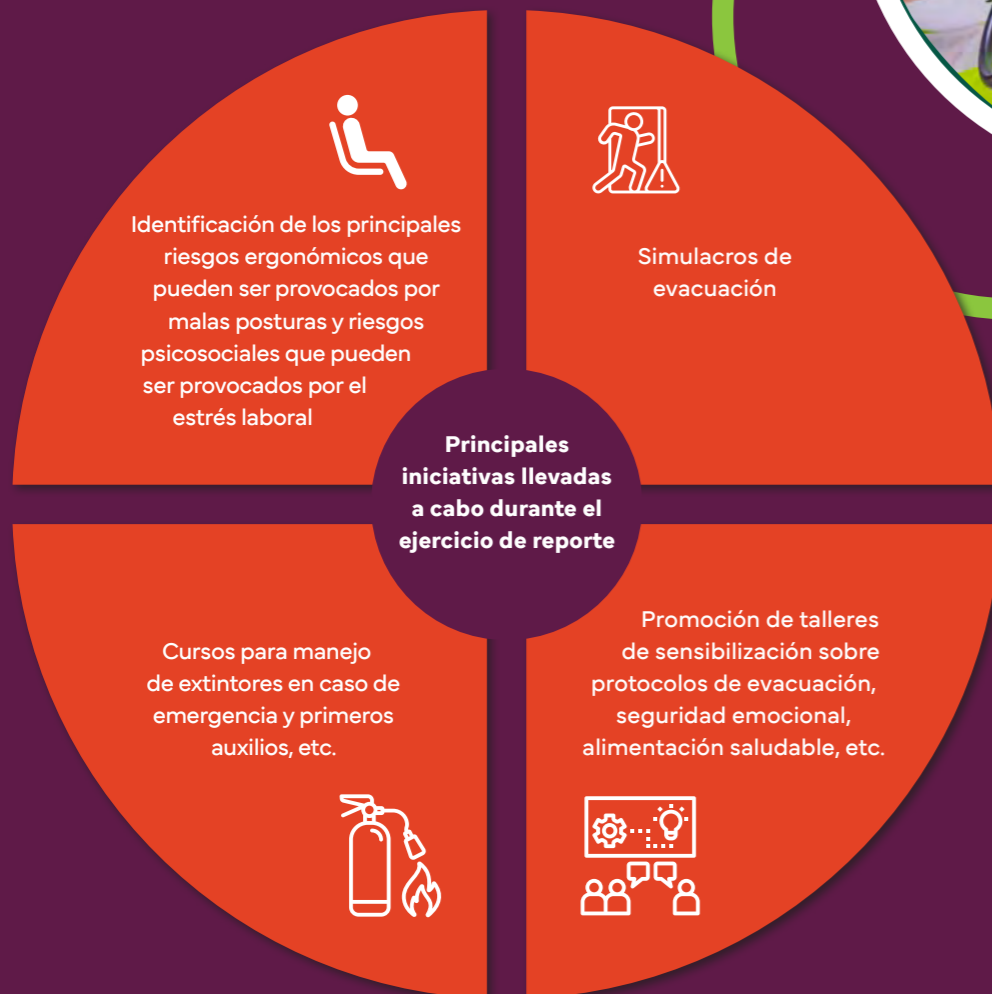 Identificación de los principales
riesgos ergonómicos que
pueden ser provocados por
malas posturas y riesgos
psicosociales que pueden
ser provocados por el
estrés laboral
Simulacros de
evacuación
Principales
iniciativas llevadas
a cabo durante el
ejercicio de reporte
Cursos para manejo
de extintores en caso de
emergencia y primeros
auxilios, etc.
Promoción de talleres
de sensibilización sobre
protocolos de evacuación,
seguridad emocional,
alimentación saludable, etc.